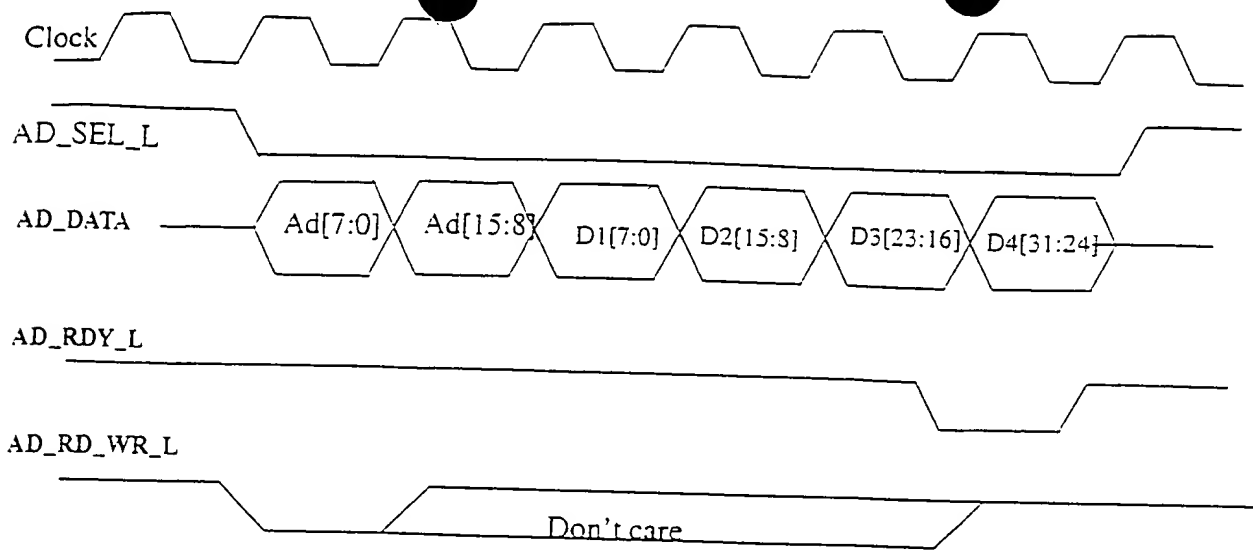 Clock
AD_SEL_L
AD_DATA
Ad[7:0]
Ad[15:8]
D1[7:0]
D2[15:8]
D3[23:16]
D4[31:24]
AD_RDY_L
AD_RD_WR_L
Don't care